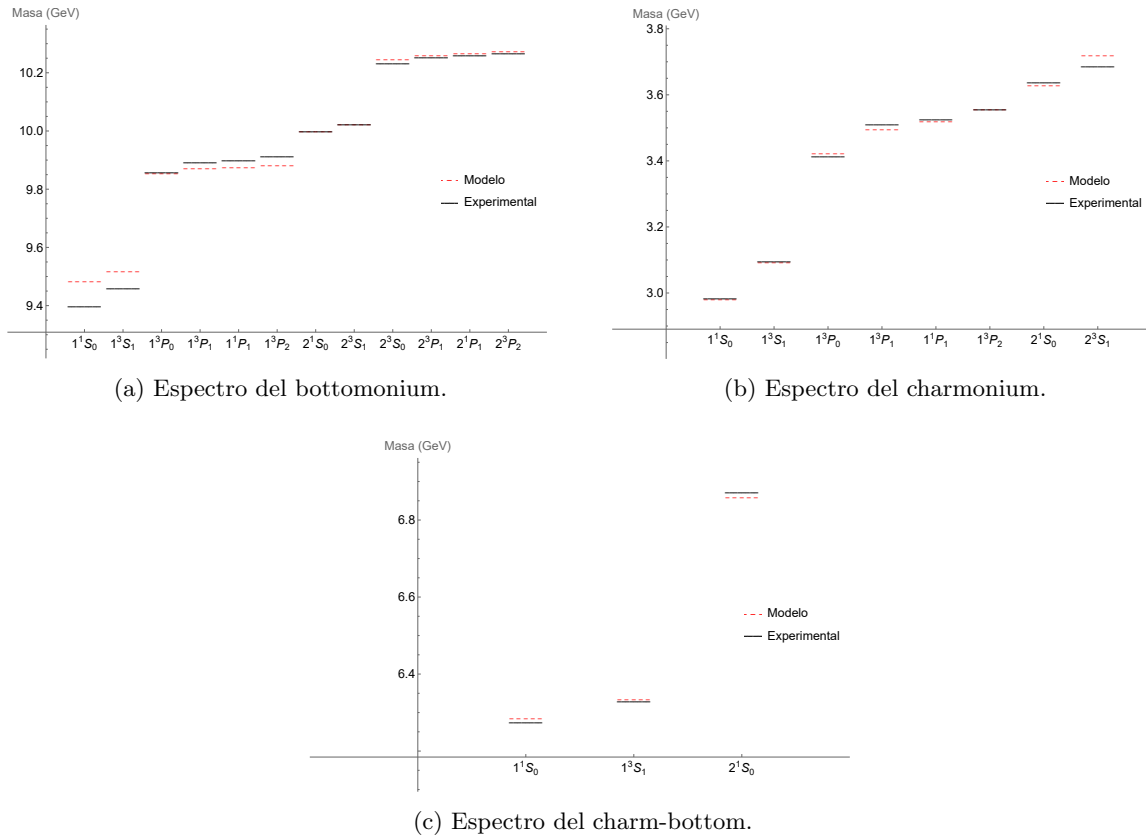 Masa (GeV)
10.2
10.0
9.8
9.6
9.4
Modelo
Experimental
1¹S₀ 1³S₁ 1³P₀ 1³P₁ 1¹P₁ 1³P₂ 2¹S₀ 2³S₁ 2³S₀ 2³P₁ 2¹P₁ 2³P₂
(a) Espectro del bottomonium.
Masa (GeV)
3.8
3.6
3.4
3.2
3.0
Modelo
Experimental
1¹S₀ 1³S₁ 1³P₀ 1³P₁ 1¹P₁ 1³P₂ 2¹S₀ 2³S₁
(b) Espectro del charmonium.
Masa (GeV)
6.8
6.6
6.4
Modelo
Experimental
1¹S₀ 1³S₁ 2¹S₀
(c) Espectro del charm-bottom.